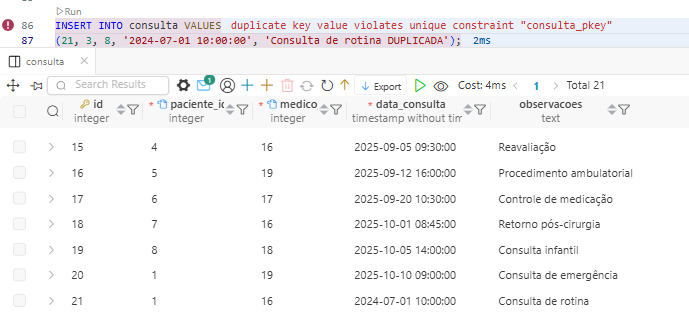 Run
86 INSERT INTO consulta VALUES duplicate key value violates unique constraint "consulta_pkey"
87 (21, 3, 8, '2024-07-01 10:00:00', 'Consulta de rotina DUPLICADA'); 2ms
consulta
Search Results 1 Export Cost: 4ms 1 Total 21
id * paciente_id * medico * data_consulta observacoes
integer integer integer timestamp without tim text
15 4 16 2025-09-05 09:30:00 Reavaliação
16 5 19 2025-09-12 16:00:00 Procedimento ambulatorial
17 6 17 2025-09-20 10:30:00 Controle de medicação
18 7 16 2025-10-01 08:45:00 Retorno pós-cirurgia
19 8 18 2025-10-05 14:00:00 Consulta infantil
20 1 19 2025-10-10 09:00:00 Consulta de emergência
21 1 16 2024-07-01 10:00:00 Consulta de rotina